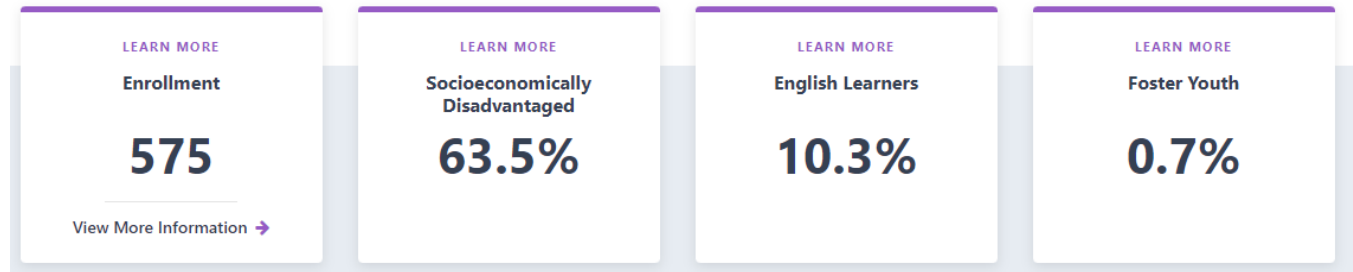 LEARN MORE
Enrollment
575
View More Information
LEARN MORE
Socioeconomically
Disadvantaged
63.5%
LEARN MORE
English Learners
10.3%
LEARN MORE
Foster Youth
0.7%